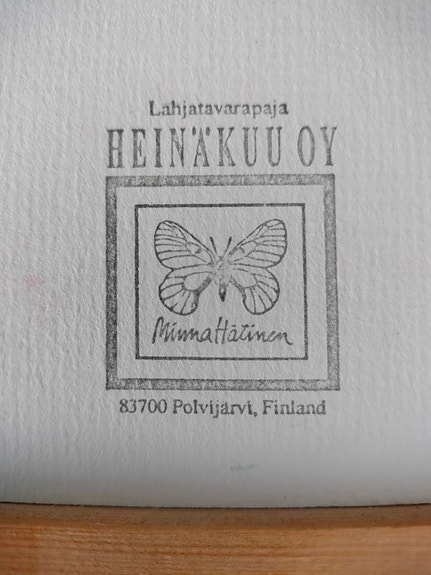 Lahjatavarapaja
HEINÄKUU OY
Minna Hätinen
83700 Polvijärvi, Finland